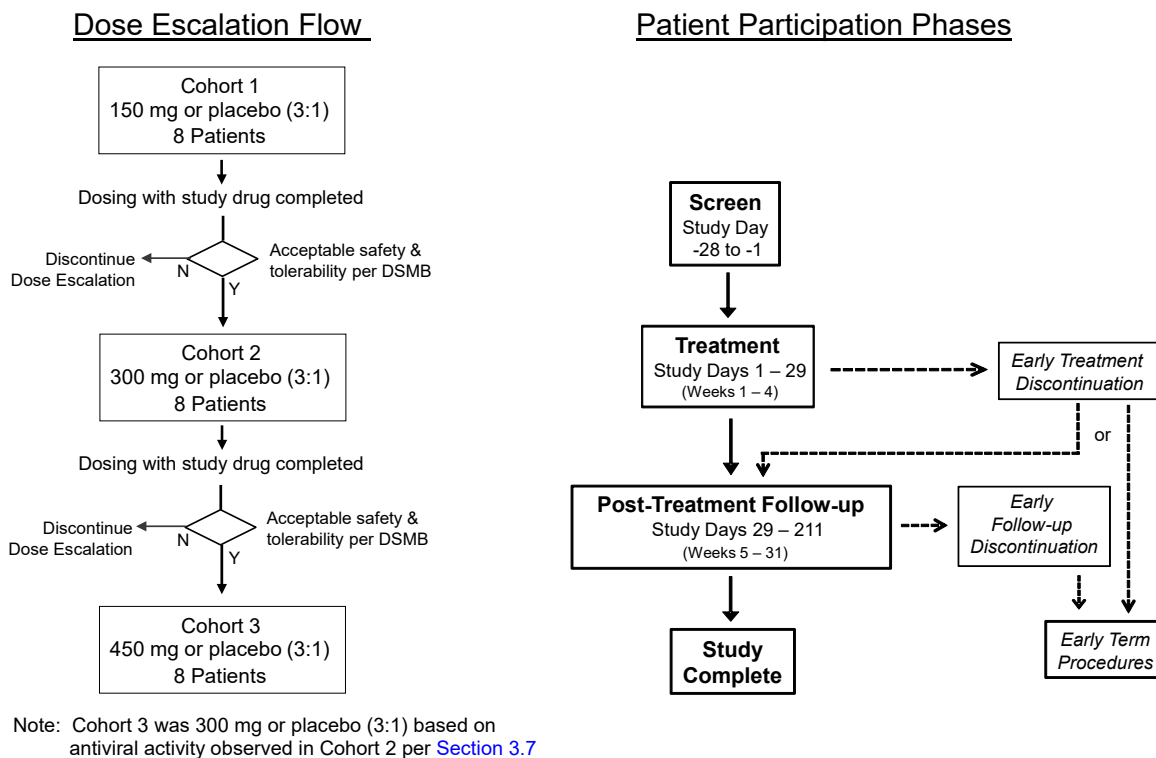 Dose Escalation Flow
Cohort 1
150 mg or placebo (3:1)
8 Patients
Dosing with study drug completed
Discontinue
Dose Escalation
N
Acceptable safety &
tolerability per DSMB
Y
Cohort 2
300 mg or placebo (3:1)
8 Patients
Dosing with study drug completed
Discontinue
Dose Escalation
N
Acceptable safety &
tolerability per DSMB
Y
Cohort 3
450 mg or placebo (3:1)
8 Patients
Note: Cohort 3 was 300 mg or placebo (3:1) based on
antiviral activity observed in Cohort 2 per Section 3.7
Patient Participation Phases
Screen
Study Day
-28 to -1
Treatment
Study Days 1 – 29
(Weeks 1 – 4)
Early Treatment
Discontinuation
or
Post-Treatment Follow-up
Study Days 29 – 211
(Weeks 5 – 31)
Early
Follow-up
Discontinuation
Study
Complete
Early Term
Procedures